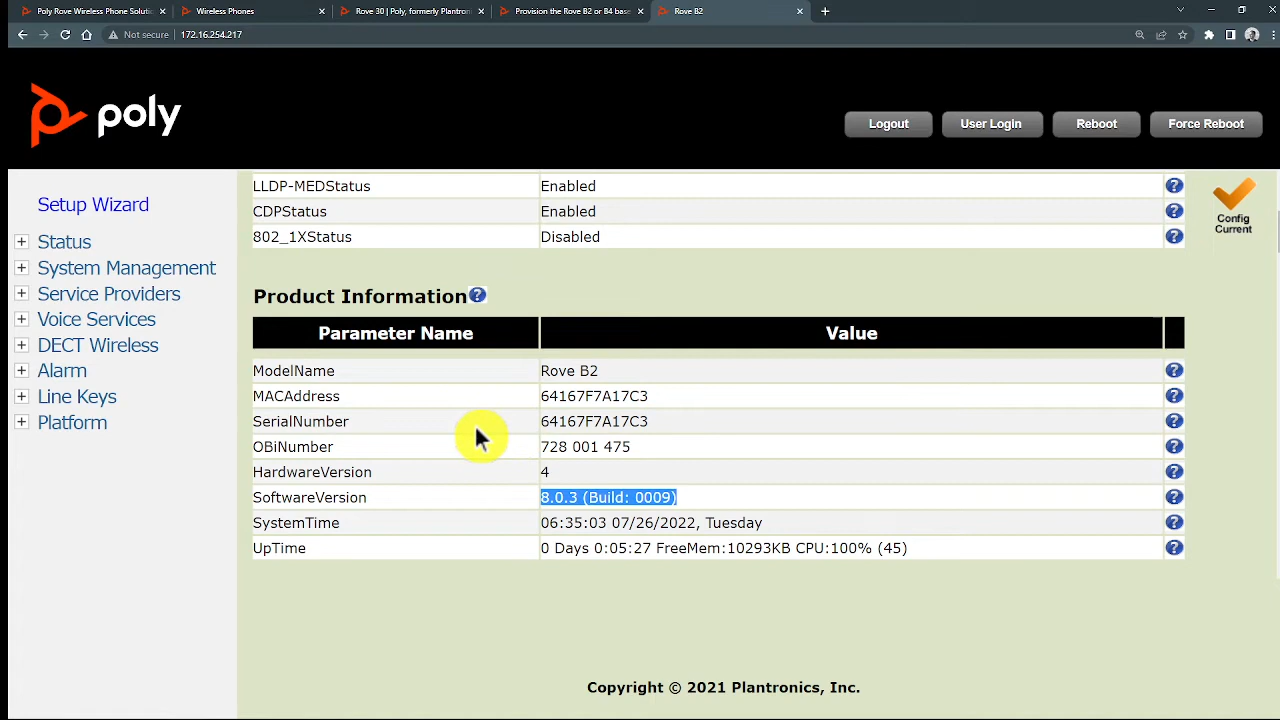 Poly Rove Wireless Phone Soluti
Wireless Phones
Rove 30 | Poly, formerly Plantron
Provision the Rove B2 or B4 base
Rove B2
Not secure | 172.16.254.217
poly
Logout
User Login
Reboot
Force Reboot
Setup Wizard
Status
System Management
Service Providers
Voice Services
DECT Wireless
Alarm
Line Keys
Platform
LLDP-MEDStatus Enabled
CDPStatus Enabled
802_1XStatus Disabled
Config
Current
Product Information
Parameter Name Value
ModelName Rove B2
MACAddress 64167F7A17C3
SerialNumber 64167F7A17C3
OBiNumber 728 001 475
HardwareVersion 4
SoftwareVersion 8.0.3 (Build: 0009)
SystemTime 06:35:03 07/26/2022, Tuesday
UpTime 0 Days 0:05:27 FreeMem:10293KB CPU:100% (45)
Copyright © 2021 Plantronics, Inc.